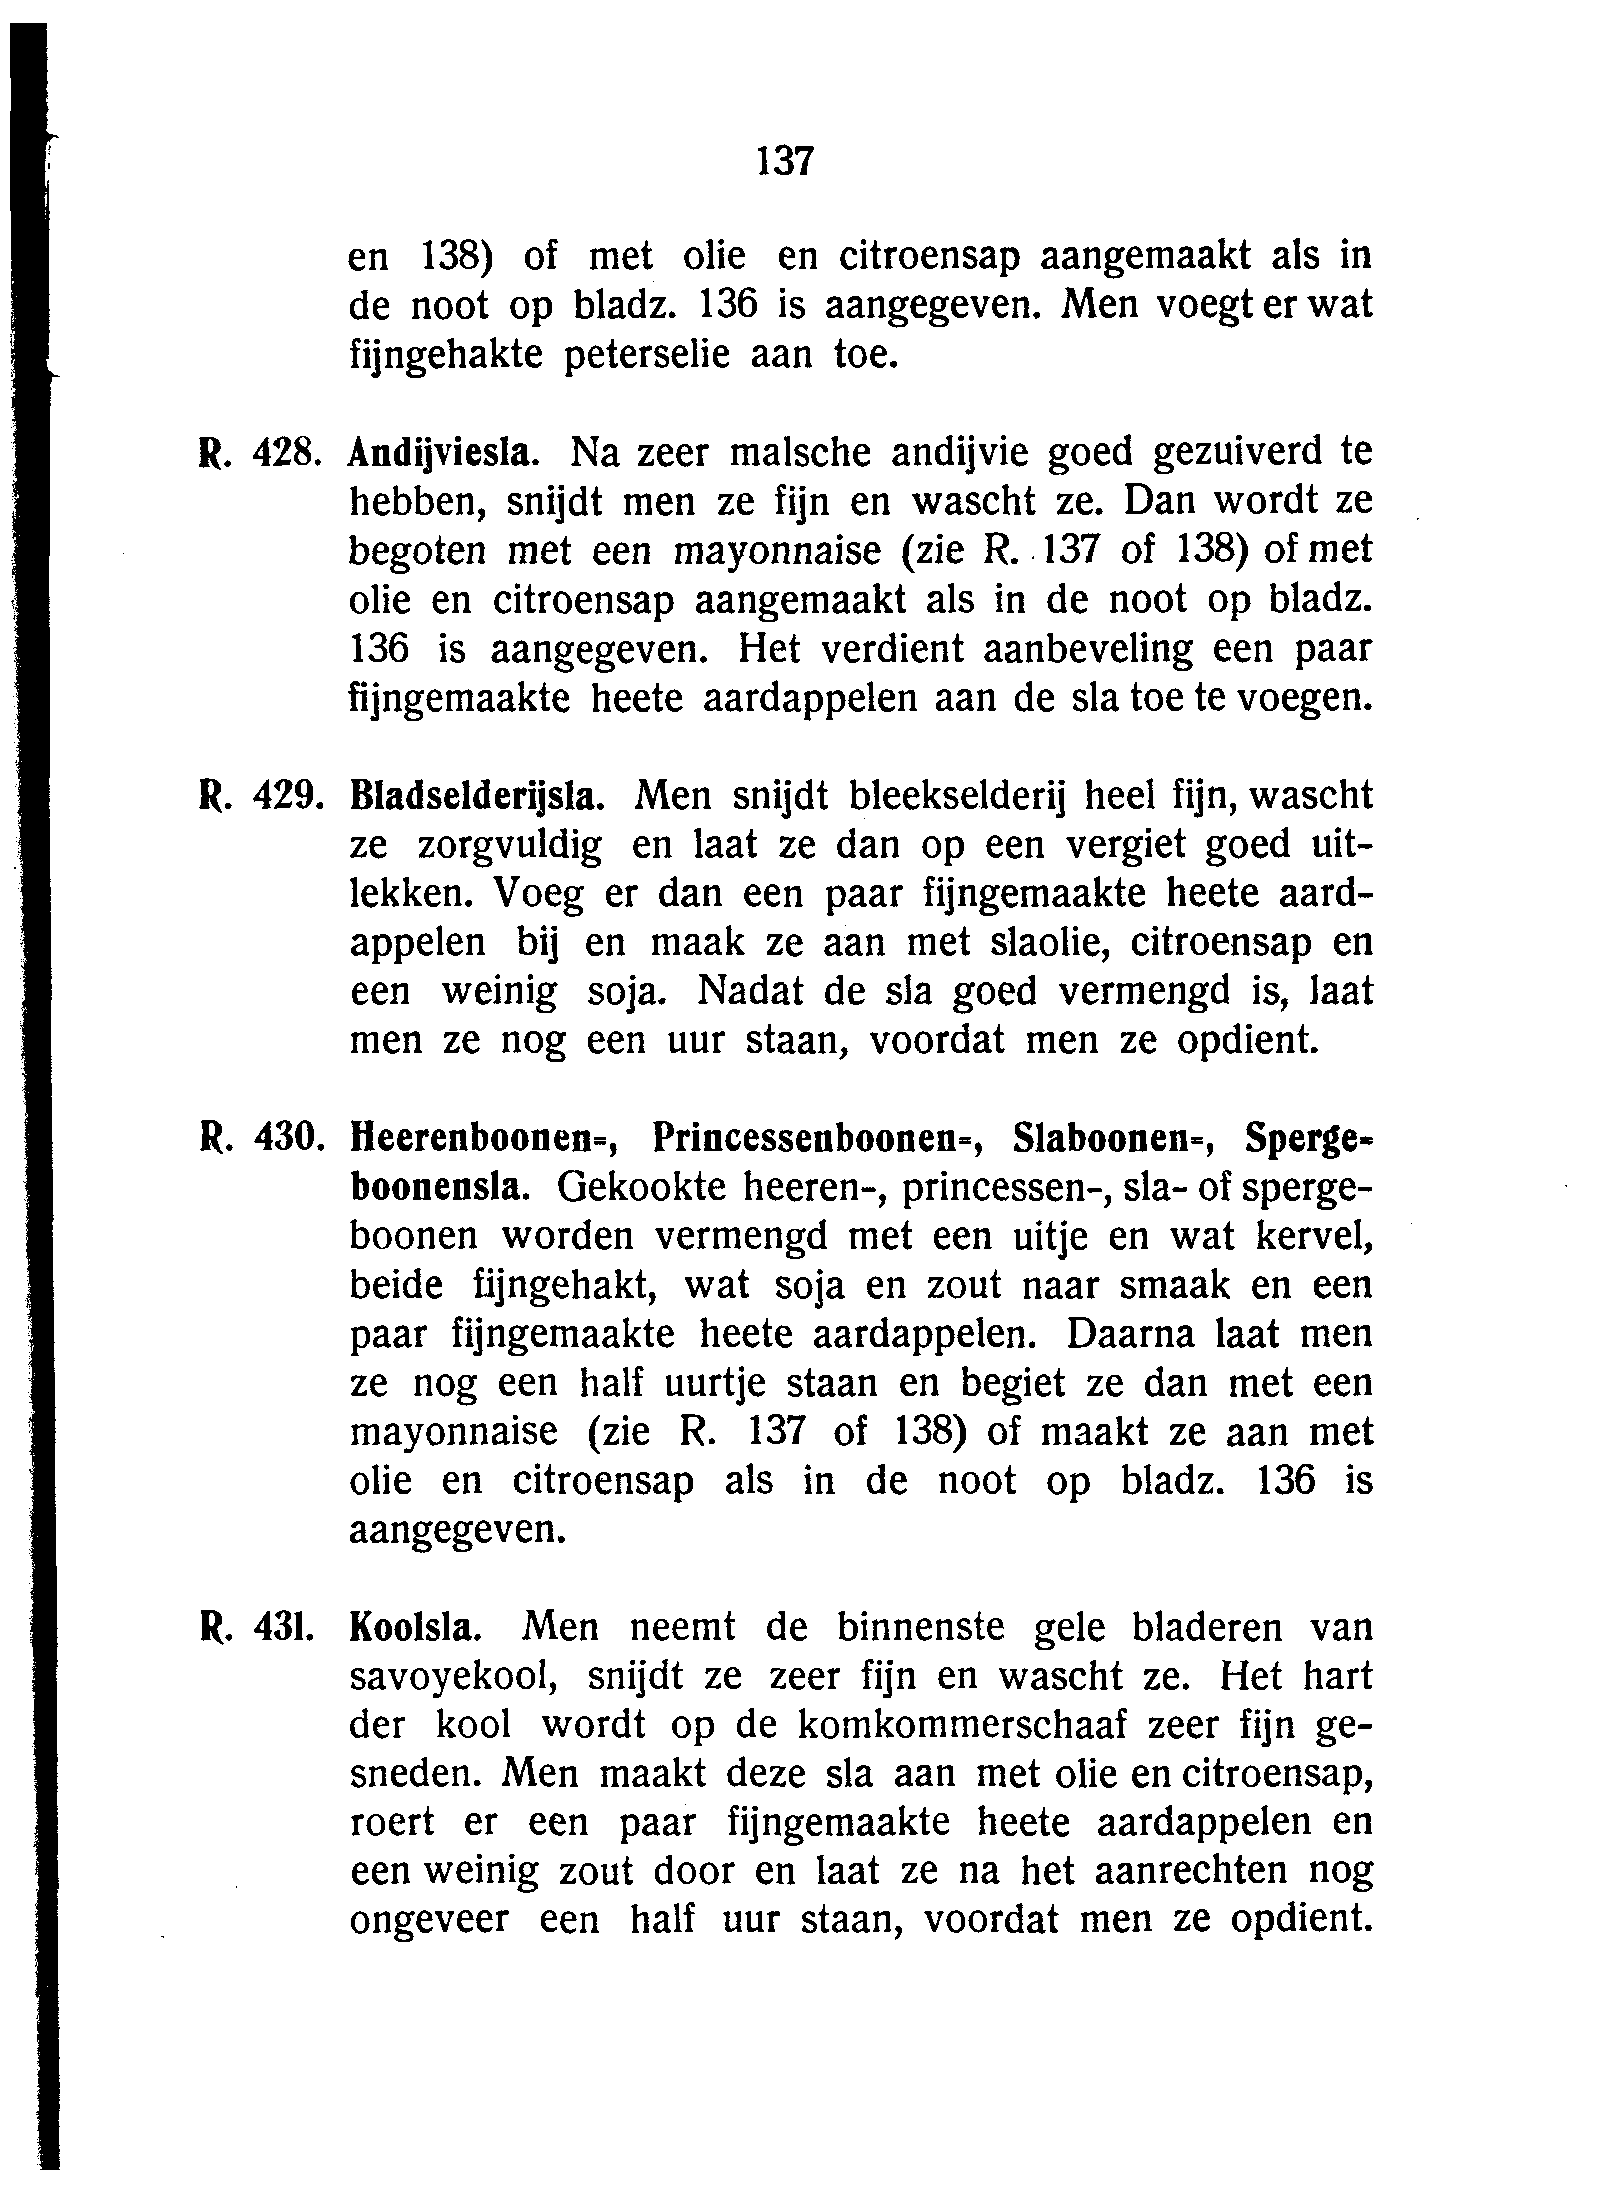 137
en 138) of met olie en citroensap aangemaakt als in
de noot op bladz. 136 is aangegeven. Men voegt er wat
fijngehakte peterselie aan toe.
R. 428. Andijviesla. Na zeer malsche andijvie goed gezuiverd te
hebben, snijdt men ze fijn en wascht ze. Dan wordt ze
begoten met een mayonnaise (zie R. 137 of 138) of met
olie en citroensap aangemaakt als in de noot op bladz.
136 is aangegeven. Het verdient aanbeveling een paar
fijngemaakte heete aardappelen aan de sla toe te voegen.
R. 429. Bladselderijsla. Men snijdt bleekselderij heel fijn, wascht
ze zorgvuldig en laat ze dan op een vergiet goed uit-
lekken. Voeg er dan een paar fijngemaakte heete aard-
appelen bij en maak ze aan met slaolie, citroensap en
een weinig soja. Nadat de sla goed vermengd is, laat
men ze nog een uur staan, voordat men ze opdient.
R. 430. Heerenboonen-, Princessenboonen-, Slaboonen-, Sperge-
boonensla. Gekookte heeren-, princessen-, sla- of sperge-
boonen worden vermengd met een uitje en wat kervel,
beide fijngehakt, wat soja en zout naar smaak en een
paar fijngemaakte heete aardappelen. Daarna laat men
ze nog een half uurtje staan en begiet ze dan met een
mayonnaise (zie R. 137 of 138) of maakt ze aan met
olie en citroensap als in de noot op bladz. 136 is
aangegeven.
R. 431. Koolsla. Men neemt de binnenste gele bladeren van
savoyekool, snijdt ze zeer fijn en wascht ze. Het hart
der kool wordt op de komkommerschaaf zeer fijn ge-
sneden. Men maakt deze sla aan met olie en citroensap,
roert er een paar fijngemaakte heete aardappelen en
een weinig zout door en laat ze na het aanrechten nog
ongeveer een half uur staan, voordat men ze opdient.